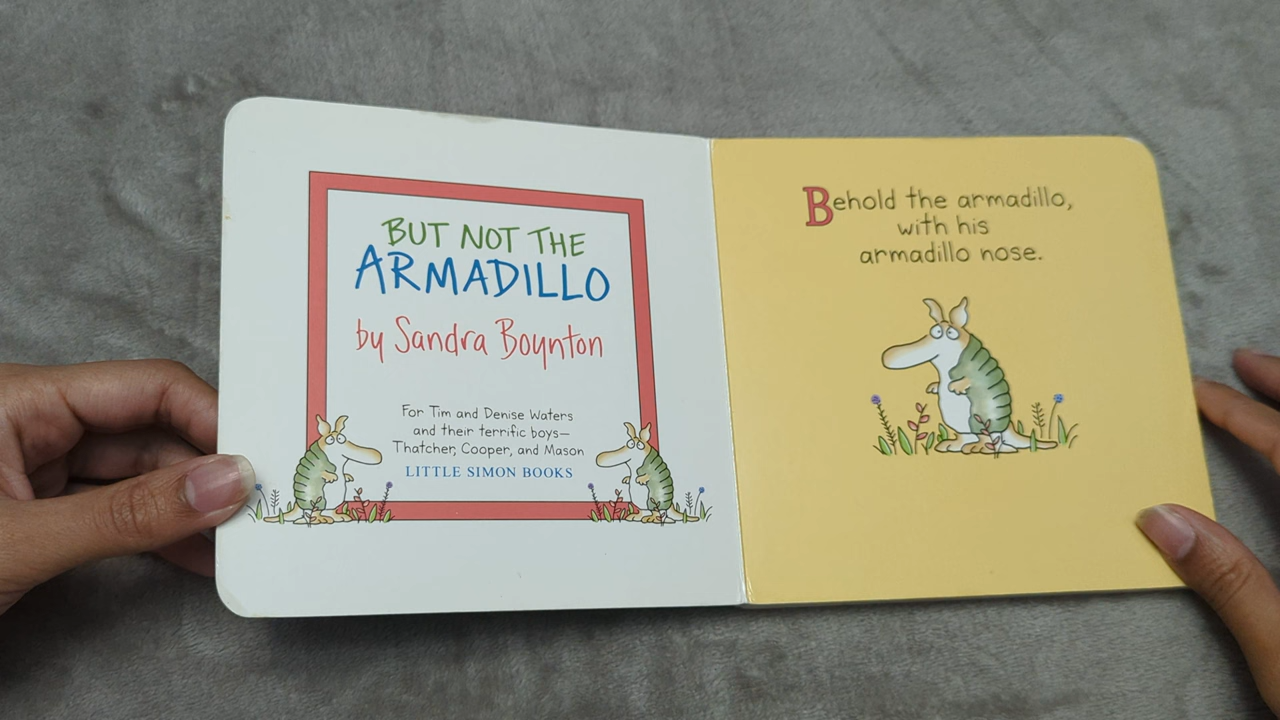 BUT NOT THE
ARMADILLO
by Sandra Boynton
For Tim and Denise Waters
and their terrific boys—
Thatcher, Cooper, and Mason
LITTLE SIMON BOOKS
Behold the armadillo,
with his
armadillo nose.